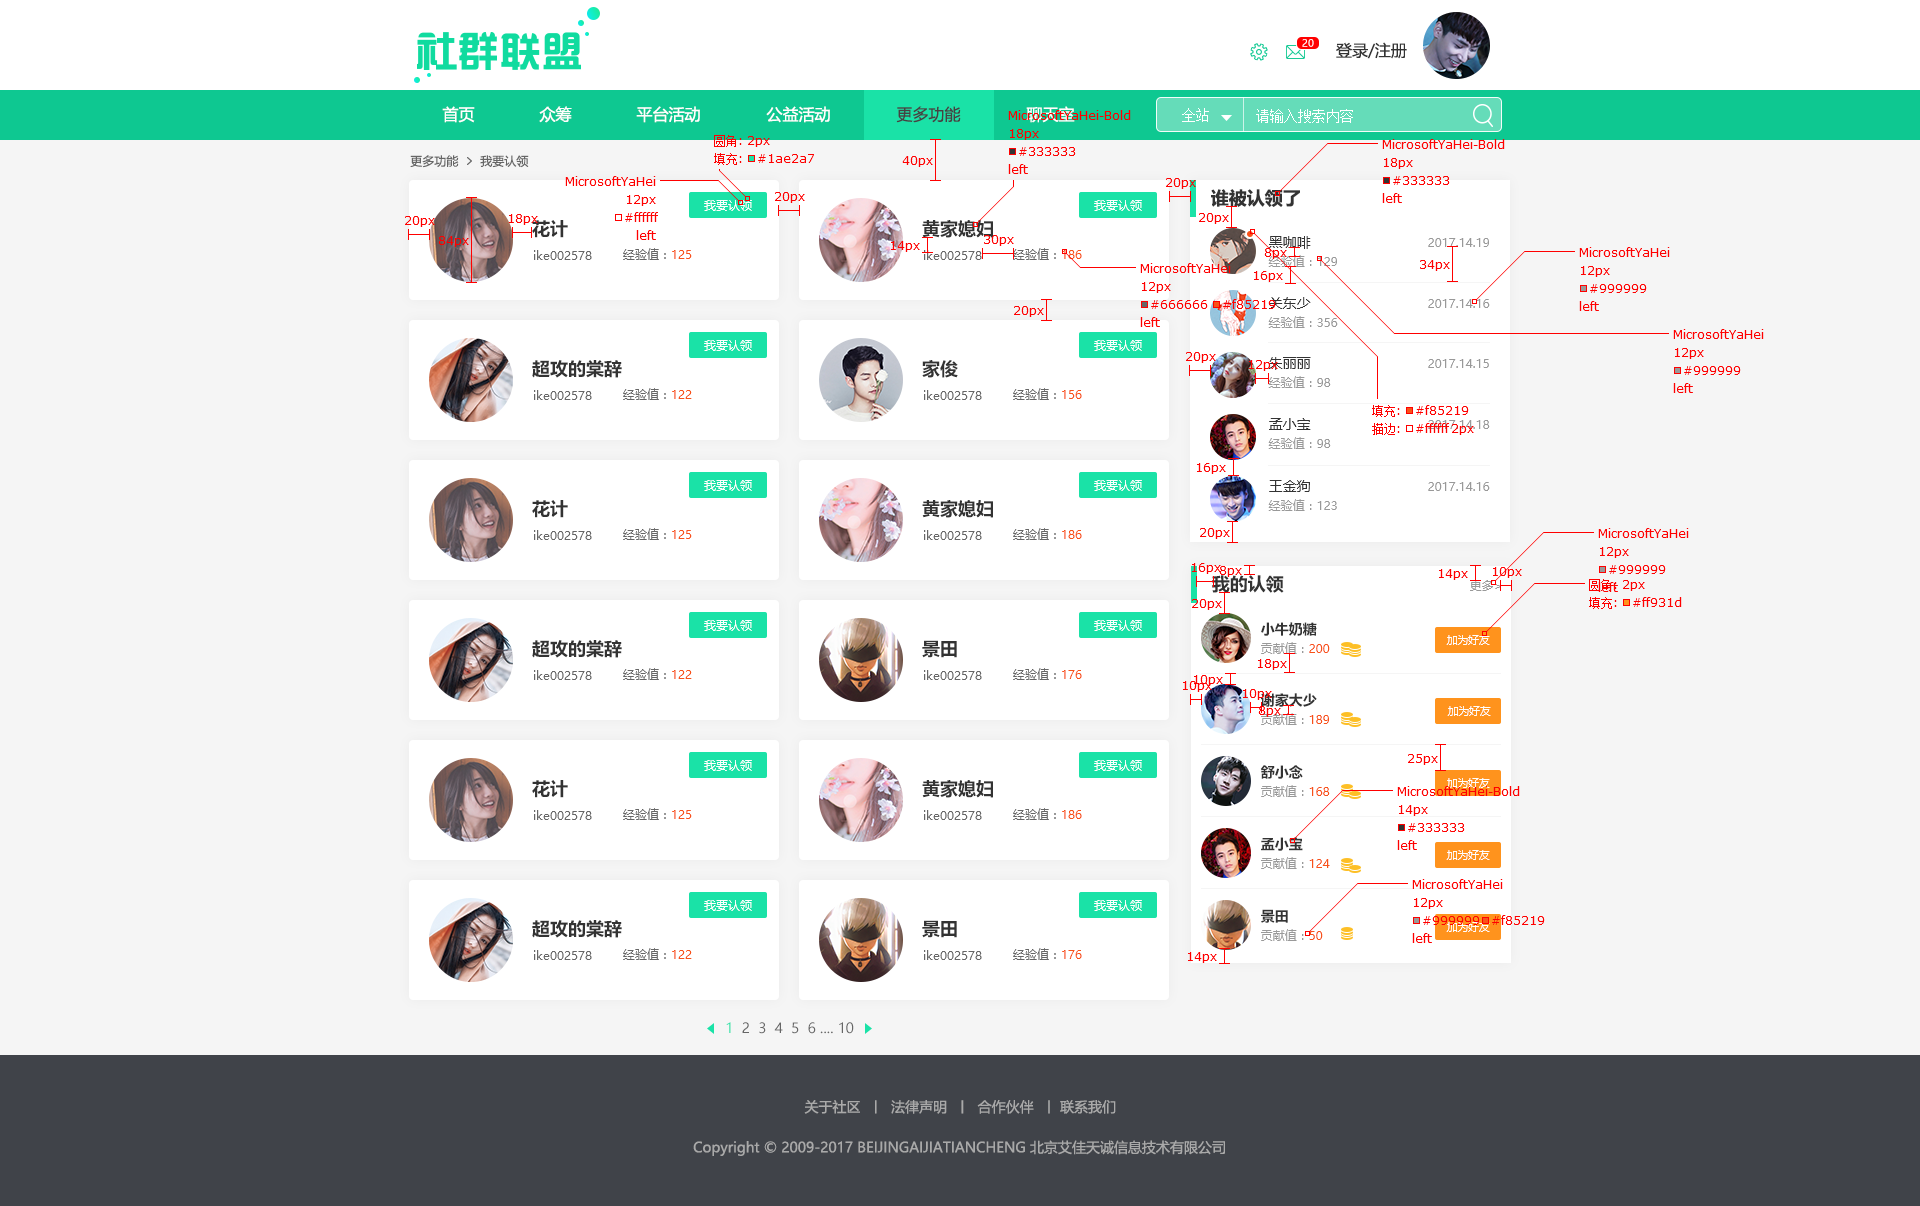 社群联盟
20
登录/注册
首页
众筹
平台活动
公益活动
更多功能
全站
请输入搜索内容
更多功能 > 我要认领
圆角: 2px
填充: #1ae2a7
40px
MicrosoftYaHei-Bold
18px
#333333
left
MicrosoftYaHei-Bold
18px
#333333
left
MicrosoftYaHei
12px
#ffffff
left
20px
20px
20px
84px
18px
花计
我要认领
ike002578
经验值：125
黄家媳妇
我要认领
14px
30px
ike002578
经验值：186
MicrosoftYaHei
12px
#666666 #f85219
left
20px
超攻的棠辞
我要认领
ike002578
经验值：122
家俊
我要认领
ike002578
经验值：156
花计
我要认领
ike002578
经验值：125
黄家媳妇
我要认领
ike002578
经验值：186
超攻的棠辞
我要认领
ike002578
经验值：122
景田
我要认领
ike002578
经验值：176
花计
我要认领
ike002578
经验值：125
黄家媳妇
我要认领
ike002578
经验值：186
超攻的棠辞
我要认领
ike002578
经验值：122
景田
我要认领
ike002578
经验值：176
1 2 3 4 5 6 .... 10
谁被认领了
20px
黑咖啡
2017.14.19
8px
经验值：129
16px
34px
MicrosoftYaHei
12px
#999999
left
关东少
2017.14.16
经验值：356
MicrosoftYaHei
12px
#999999
left
20px
12px
朱丽丽
2017.14.15
经验值：98
填充: #f85219
描边: #ffffff 2px
孟小宝
2017.14.18
经验值：98
16px
王金狗
2017.14.16
经验值：123
20px
MicrosoftYaHei
12px
#999999
left
16px
8px
我的认领
14px
10px
更多
圆角: 2px
填充: #ff931d
20px
小牛奶糖
贡献值：200
加为好友
18px
10px
10px
10px
谢家大少
8px
贡献值：189
加为好友
25px
舒小念
贡献值：168
加为好友
MicrosoftYaHei-Bold
14px
#333333
left
孟小宝
贡献值：124
加为好友
MicrosoftYaHei
12px
#999999 #f85219
left
景田
贡献值：50
加为好友
14px
关于社区 | 法律声明 | 合作伙伴 | 联系我们
Copyright © 2009-2017 BEIJINGAIJIATIANCHENG 北京艾佳天诚信息技术有限公司